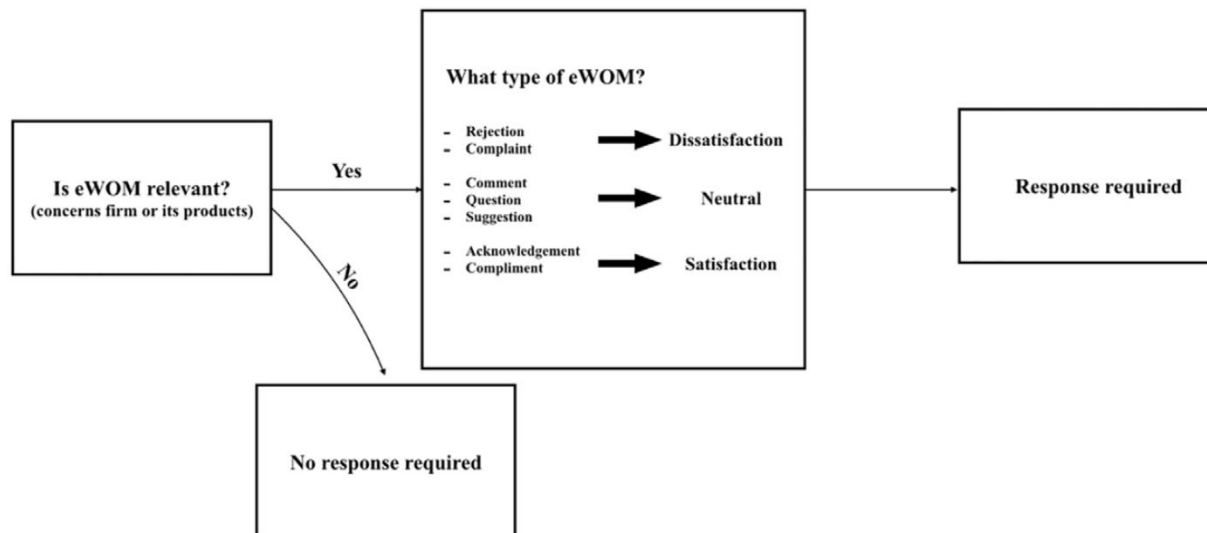 Is eWOM relevant?
(concerns firm or its products)
Yes
No
What type of eWOM?
- Rejection
- Complaint
Dissatisfaction
- Comment
- Question
- Suggestion
Neutral
- Acknowledgement
- Compliment
Satisfaction
Response required
No response required